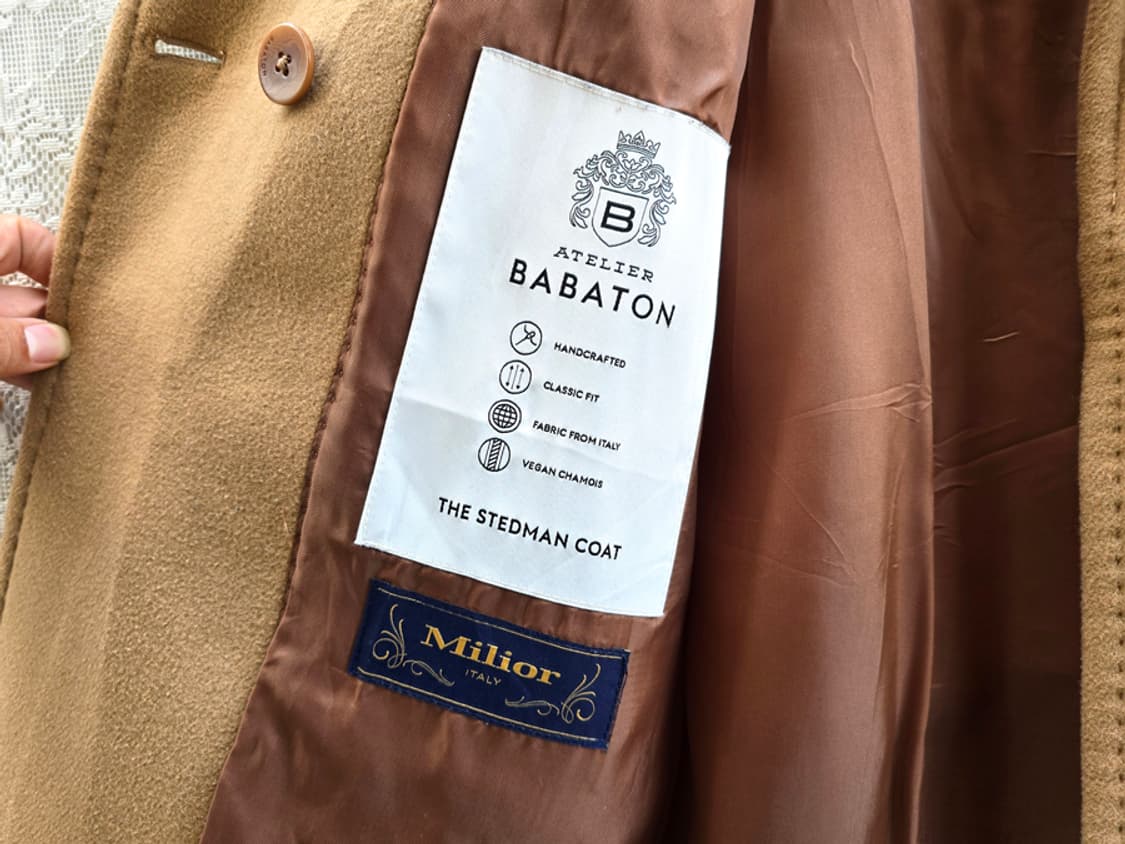 B
ATELIER
BABATON
HANDCRAFTED
CLASSIC FIT
FABRIC FROM ITALY
VEGAN CHAMOIS
THE STEDMAN COAT
Milior
ITALY